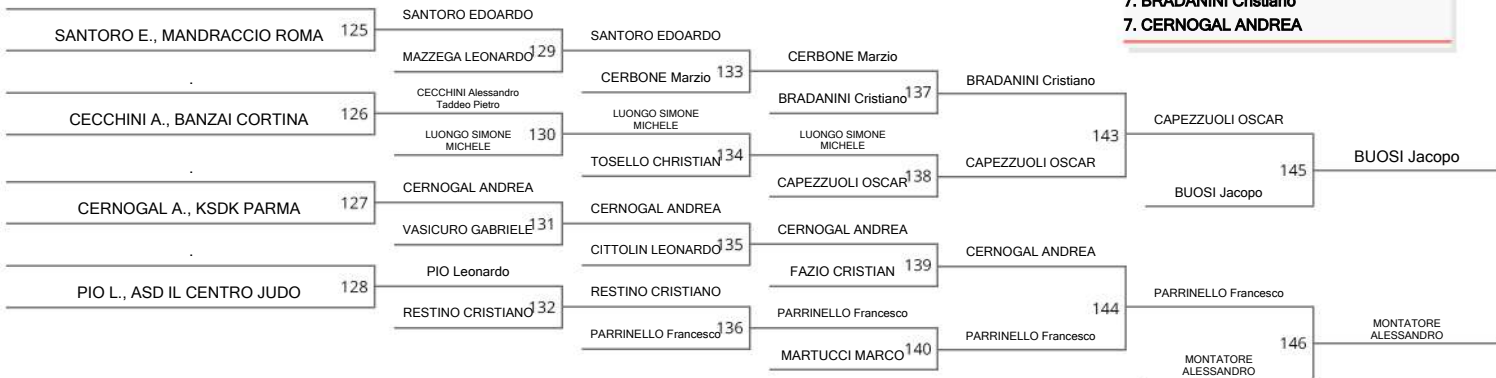 7. BRADANINI Cristiano
7. CERNOGAL ANDREA
SANTORO E., MANDRACCIO ROMA
125
.
CECCHINI A., BANZAI CORTINA
126
.
CERNOGAL A., KSDK PARMA
127
.
PIO L., ASD IL CENTRO JUDO
128
SANTORO EDOARDO
MAZZEGA LEONARDO
129
CECCHINI Alessandro
Taddeo Pietro
LUONGO SIMONE
MICHELE
130
CERNOGAL ANDREA
VASICURO GABRIELE
131
PIO Leonardo
RESTINO CRISTIANO
132
SANTORO EDOARDO
CERBONE Marzio
133
LUONGO SIMONE
MICHELE
TOSELLO CHRISTIAN
134
CERNOGAL ANDREA
CITTOLIN LEONARDO
135
RESTINO CRISTIANO
PARRINELLO Francesco
136
CERBONE Marzio
BRADANINI Cristiano
137
LUONGO SIMONE
MICHELE
CAPEZZUOLI OSCAR
138
CERNOGAL ANDREA
FAZIO CRISTIAN
139
PARRINELLO Francesco
MARTUCCI MARCO
140
BRADANINI Cristiano
143
CAPEZZUOLI OSCAR
CERNOGAL ANDREA
144
PARRINELLO Francesco
CAPEZZUOLI OSCAR
145
BUOSI Jacopo
PARRINELLO Francesco
146
MONTATORE
ALESSANDRO
BUOSI Jacopo
MONTATORE
ALESSANDRO